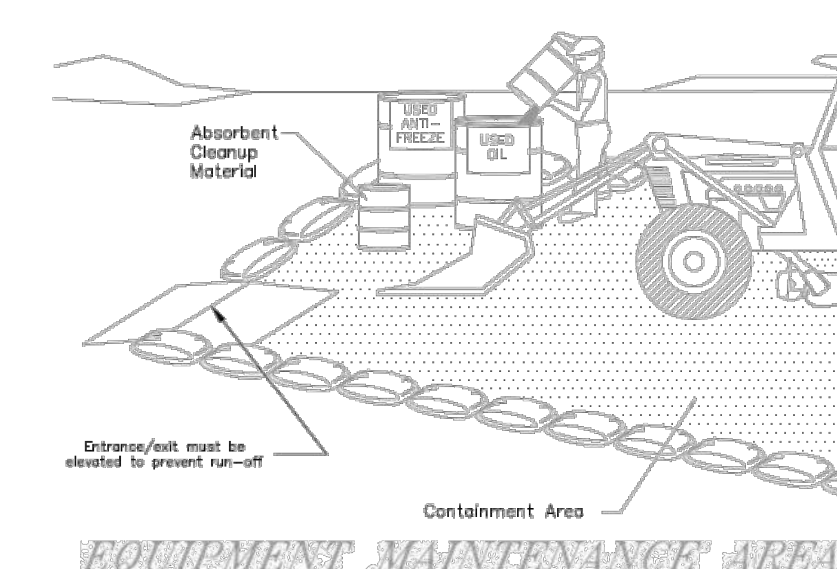 USED
ANTI-
FREEZE
USED
OIL
Absorbent
Cleanup
Material
Entrance/exit must be
elevated to prevent run-off
Containment Area
EQUIPMENT MAINTENANCE AREA